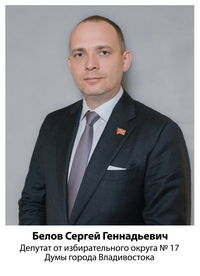 Белов Сергей Геннадьевич
Депутат от избирательного округа № 17
Думы города Владивостока